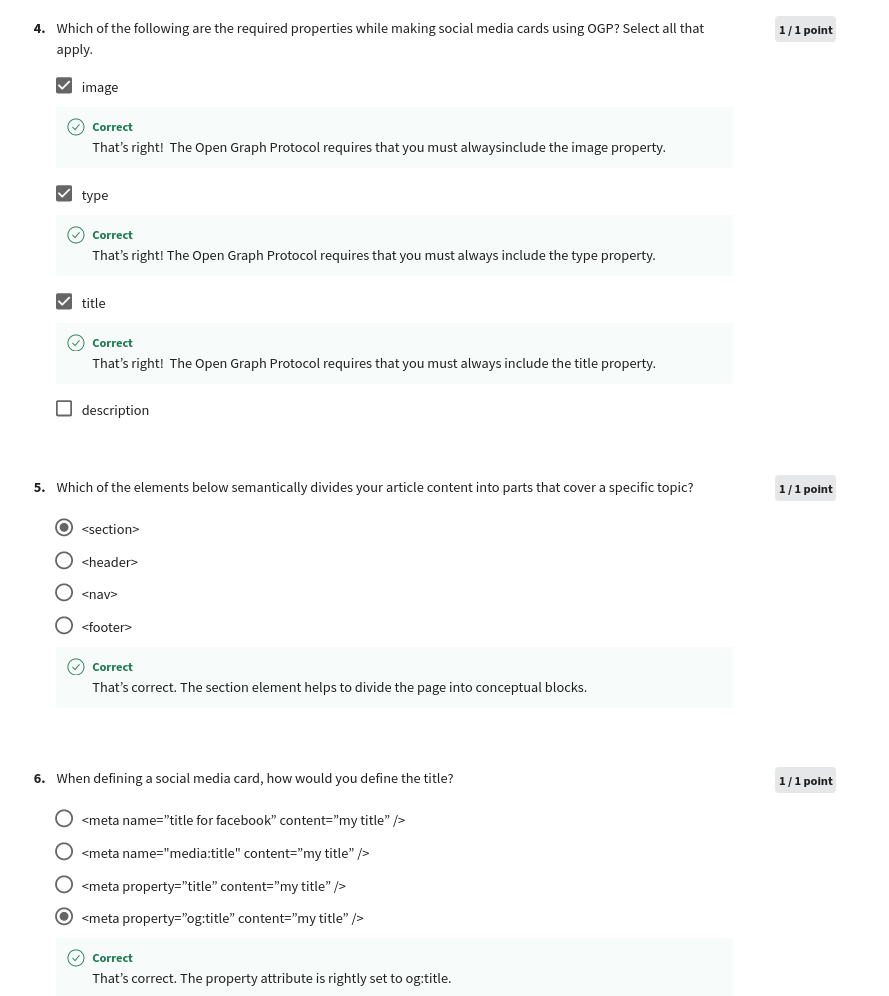 4. Which of the following are the required properties while making social media cards using OGP? Select all that
apply.
1 / 1 point
image
Correct
That’s right!  The Open Graph Protocol requires that you must alwaysinclude the image property.
type
Correct
That’s right! The Open Graph Protocol requires that you must always include the type property.
title
Correct
That’s right!  The Open Graph Protocol requires that you must always include the title property.
description
5. Which of the elements below semantically divides your article content into parts that cover a specific topic?
1 / 1 point
<section>
<header>
<nav>
<footer>
Correct
That’s correct. The section element helps to divide the page into conceptual blocks.
6. When defining a social media card, how would you define the title?
1 / 1 point
<meta name=”title for facebook” content=”my title” />
<meta name="media:title" content=”my title” />
<meta property=”title” content=”my title” />
<meta property=”og:title” content=”my title” />
Correct
That’s correct. The property attribute is rightly set to og:title.